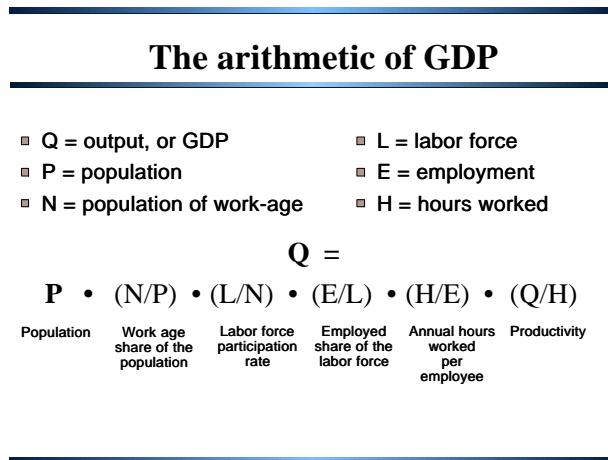 The arithmetic of GDP
Q = output, or GDP
P = population
N = population of work-age
L = labor force
E = employment
H = hours worked
Q =
P • (N/P) • (L/N) • (E/L) • (H/E) • (Q/H)
Population
Work age
share of the
population
Labor force
participation
rate
Employed
share of the
labor force
Annual hours
worked
per
employee
Productivity